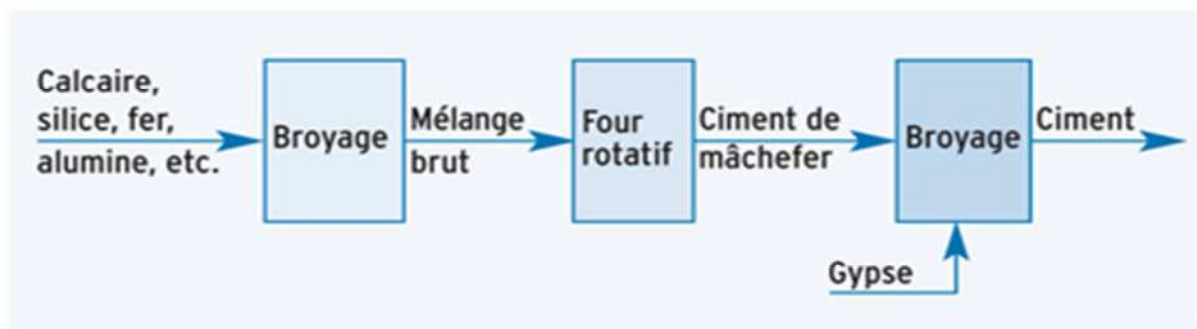 Calcaire,
silice, fer,
alumine, etc.
Broyage
Mélange
brut
Four
rotatif
Ciment de
mâchefer
Broyage
Ciment
Gypse